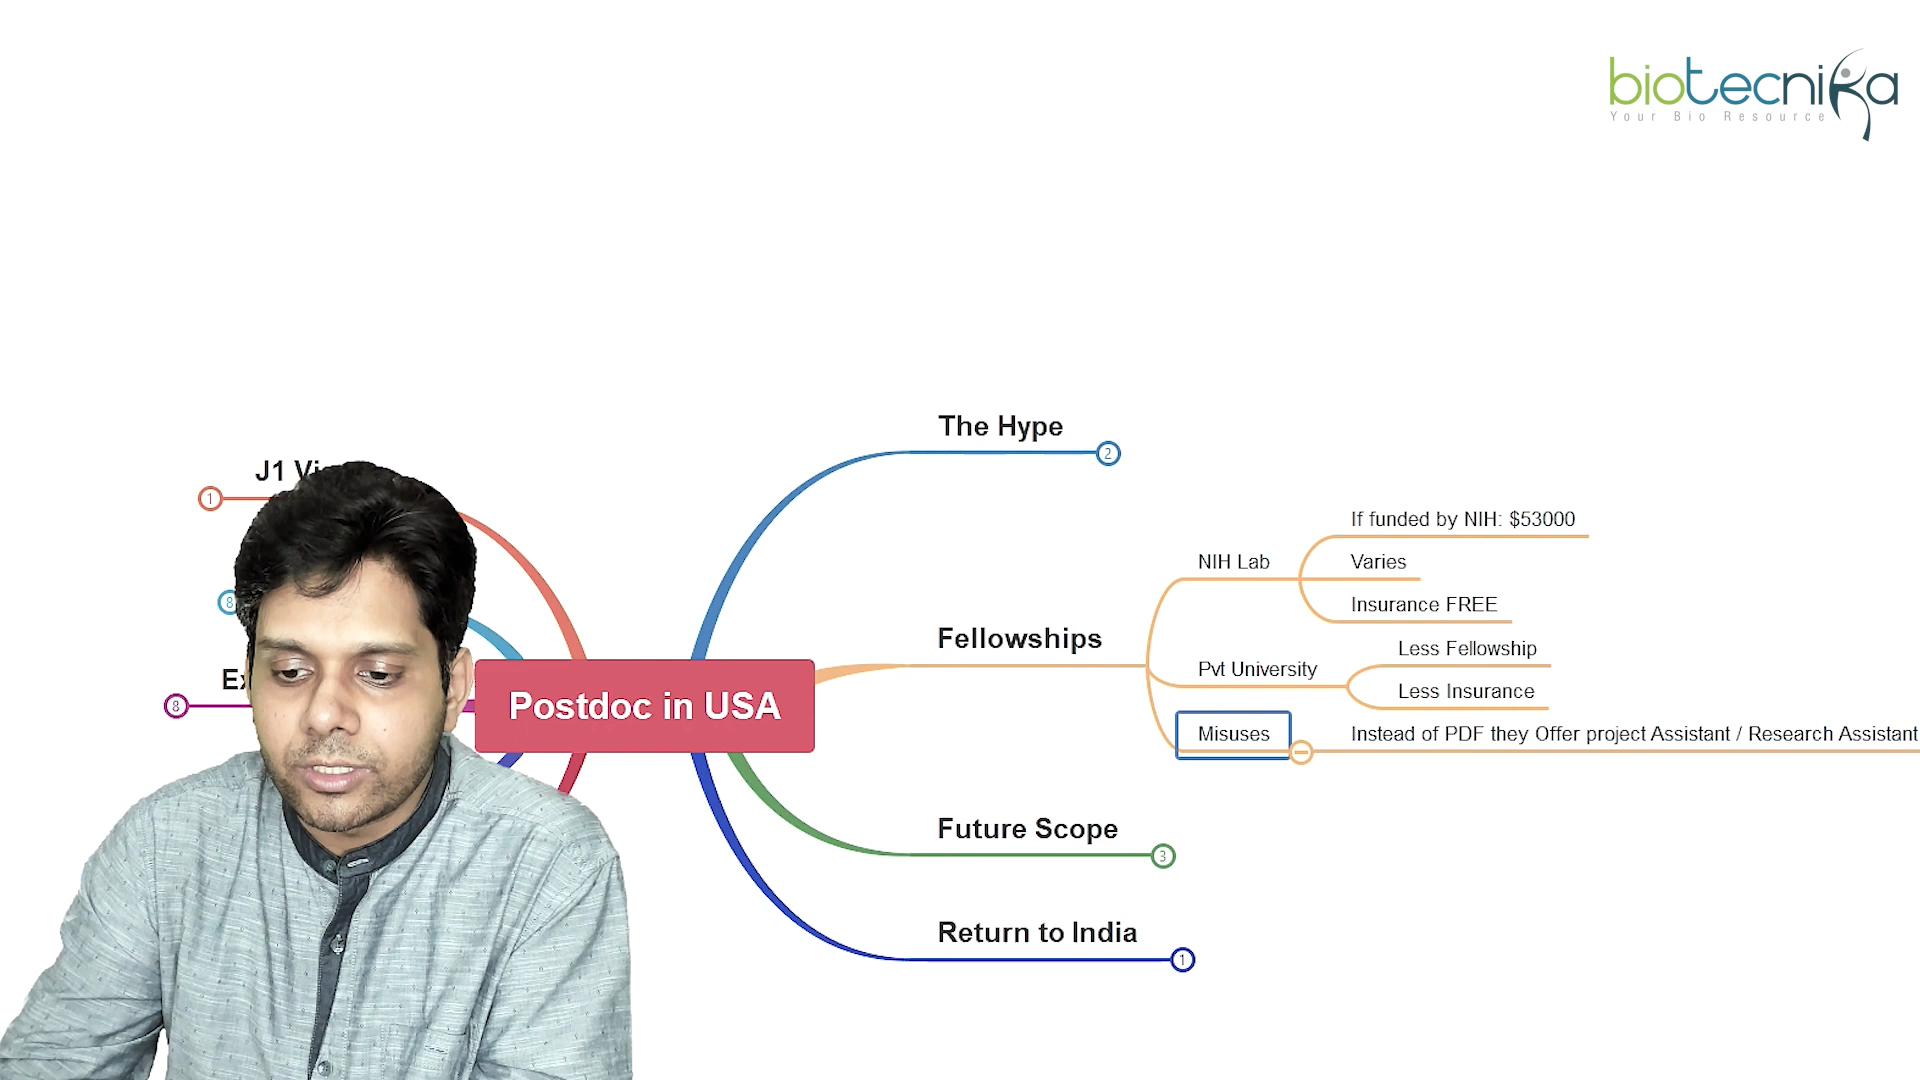 biotecnika
Your Bio Resource
The Hype
2
J1
1
If funded by NIH: $53000
NIH Lab
Varies
8
Insurance FREE
Fellowships
Less Fellowship
Pvt University
Less Insurance
8
Postdoc in USA
Misuses
Instead of PDF they Offer project Assistant / Research Assistant
Future Scope
3
Return to India
1